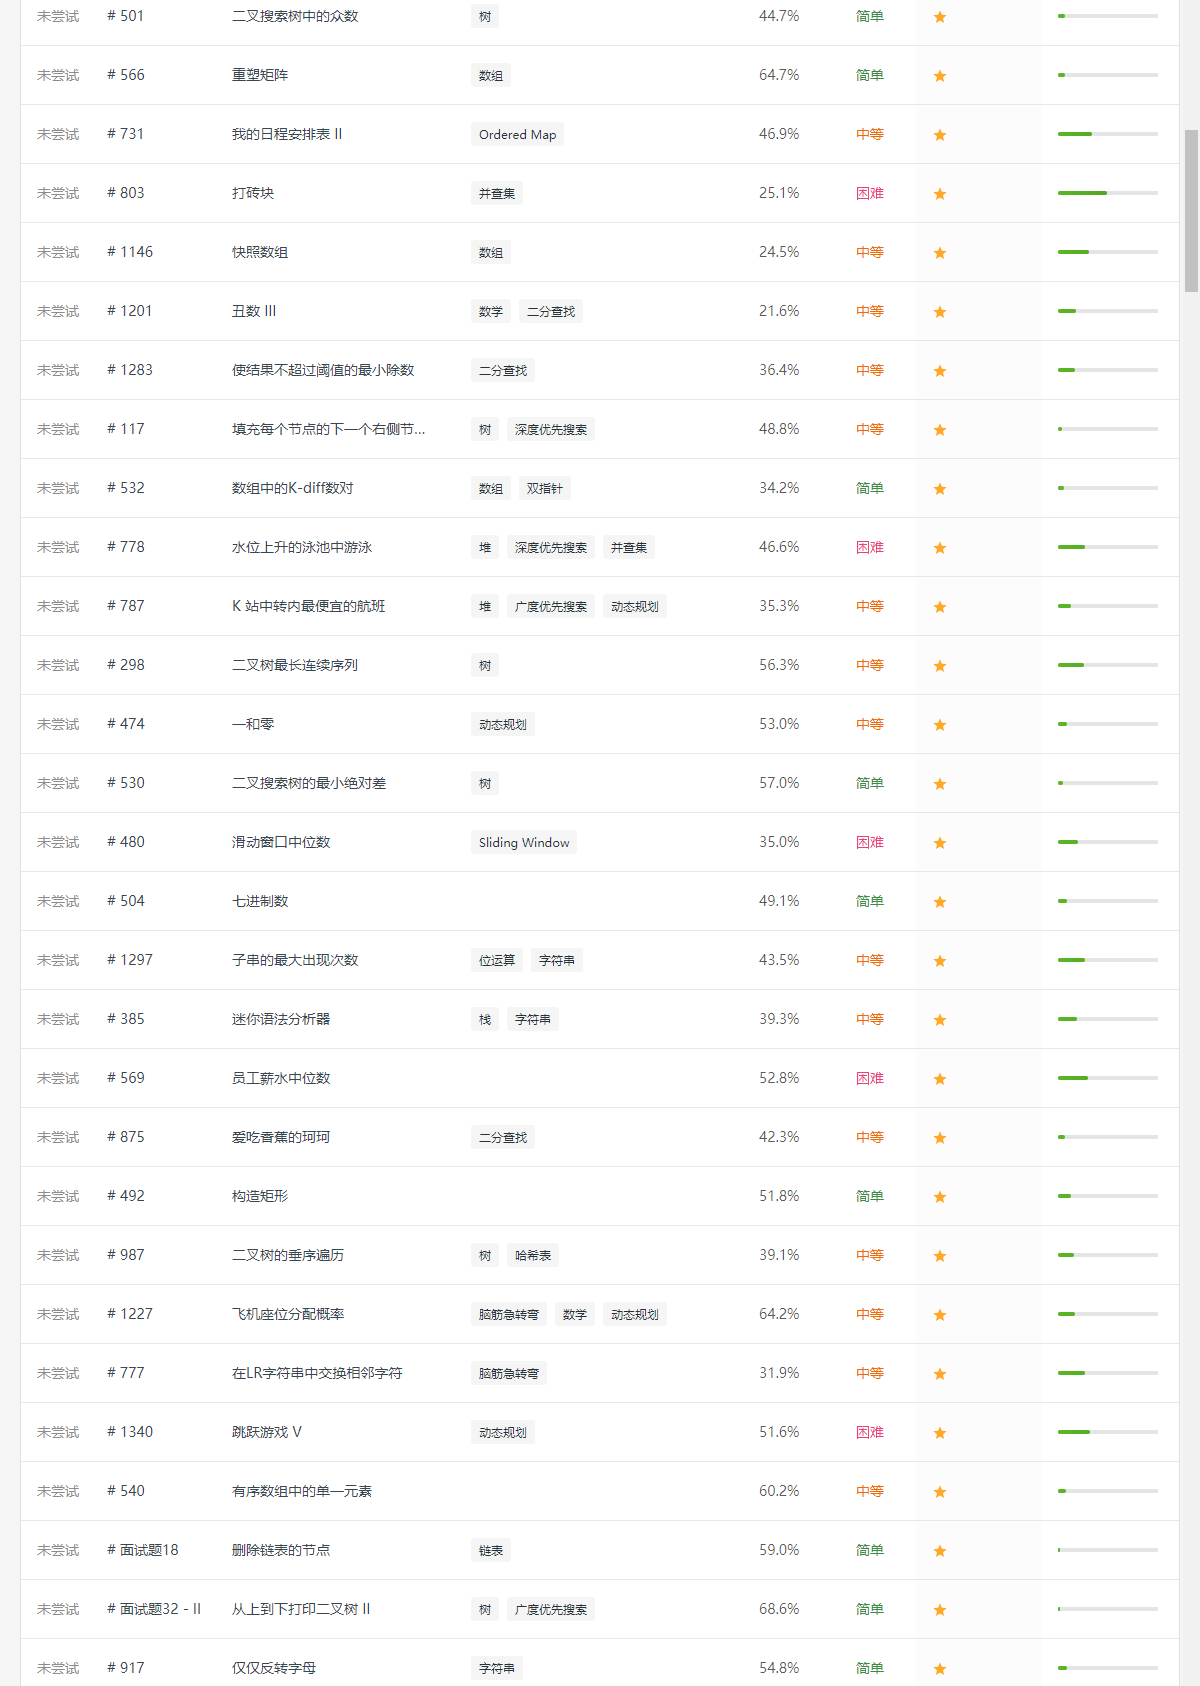 未尝试 # 501 二叉搜索树中的众数 树 44.7% 简单
未尝试 # 566 重塑矩阵 数组 64.7% 简单
未尝试 # 731 我的日程安排表 II Ordered Map 46.9% 中等
未尝试 # 803 打砖块 并查集 25.1% 困难
未尝试 # 1146 快照数组 数组 24.5% 中等
未尝试 # 1201 丑数 III 数学 二分查找 21.6% 中等
未尝试 # 1283 使结果不超过阈值的最小除数 二分查找 36.4% 中等
未尝试 # 117 填充每个节点的下一个右侧节... 树 深度优先搜索 48.8% 中等
未尝试 # 532 数组中的K-diff数对 数组 双指针 34.2% 简单
未尝试 # 778 水位上升的泳池中游泳 堆 深度优先搜索 并查集 46.6% 困难
未尝试 # 787 K 站中转内最便宜的航班 堆 广度优先搜索 动态规划 35.3% 中等
未尝试 # 298 二叉树最长连续序列 树 56.3% 中等
未尝试 # 474 一和零 动态规划 53.0% 中等
未尝试 # 530 二叉搜索树的最小绝对差 树 57.0% 简单
未尝试 # 480 滑动窗口中位数 Sliding Window 35.0% 困难
未尝试 # 504 七进制数 49.1% 简单
未尝试 # 1297 子串的最大出现次数 位运算 字符串 43.5% 中等
未尝试 # 385 迷你语法分析器 栈 字符串 39.3% 中等
未尝试 # 569 员工薪水中位数 52.8% 困难
未尝试 # 875 爱吃香蕉的珂珂 二分查找 42.3% 中等
未尝试 # 492 构造矩形 51.8% 简单
未尝试 # 987 二叉树的垂序遍历 树 哈希表 39.1% 中等
未尝试 # 1227 飞机座位分配概率 脑筋急转弯 数学 动态规划 64.2% 中等
未尝试 # 777 在LR字符串中交换相邻字符 脑筋急转弯 31.9% 中等
未尝试 # 1340 跳跃游戏 V 动态规划 51.6% 困难
未尝试 # 540 有序数组中的单一元素 60.2% 中等
未尝试 # 面试题18 删除链表的节点 链表 59.0% 简单
未尝试 # 面试题32 - II 从上到下打印二叉树 II 树 广度优先搜索 68.6% 简单
未尝试 # 917 仅仅反转字母 字符串 54.8% 简单